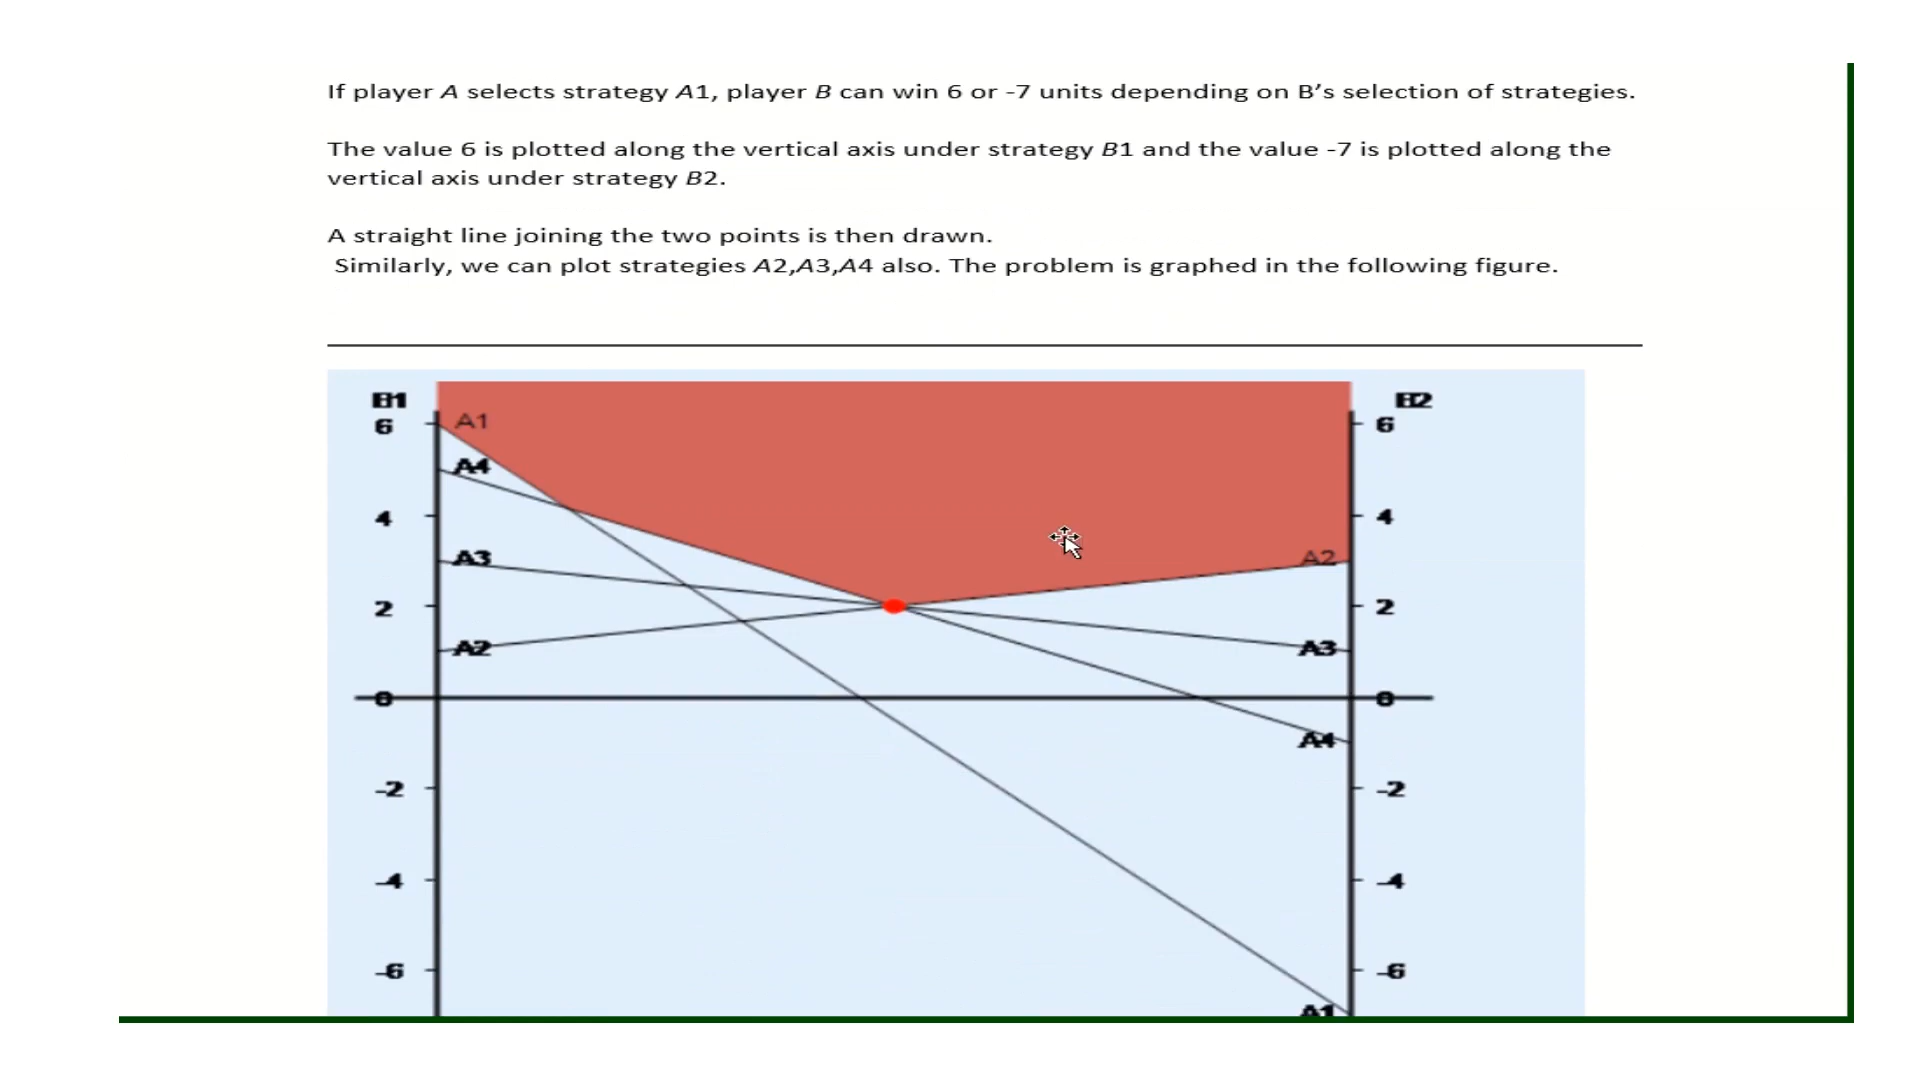 If player A selects strategy A1, player B can win 6 or -7 units depending on B’s selection of strategies.
The value 6 is plotted along the vertical axis under strategy B1 and the value -7 is plotted along the
vertical axis under strategy B2.
A straight line joining the two points is then drawn.
Similarly, we can plot strategies A2,A3,A4 also. The problem is graphed in the following figure.
B1 B2
6 A1 6
A4
4 4
A3 A2
2 2
A2 A3
0 0
A4
-2 -2
-4 -4
-6 -6
A1